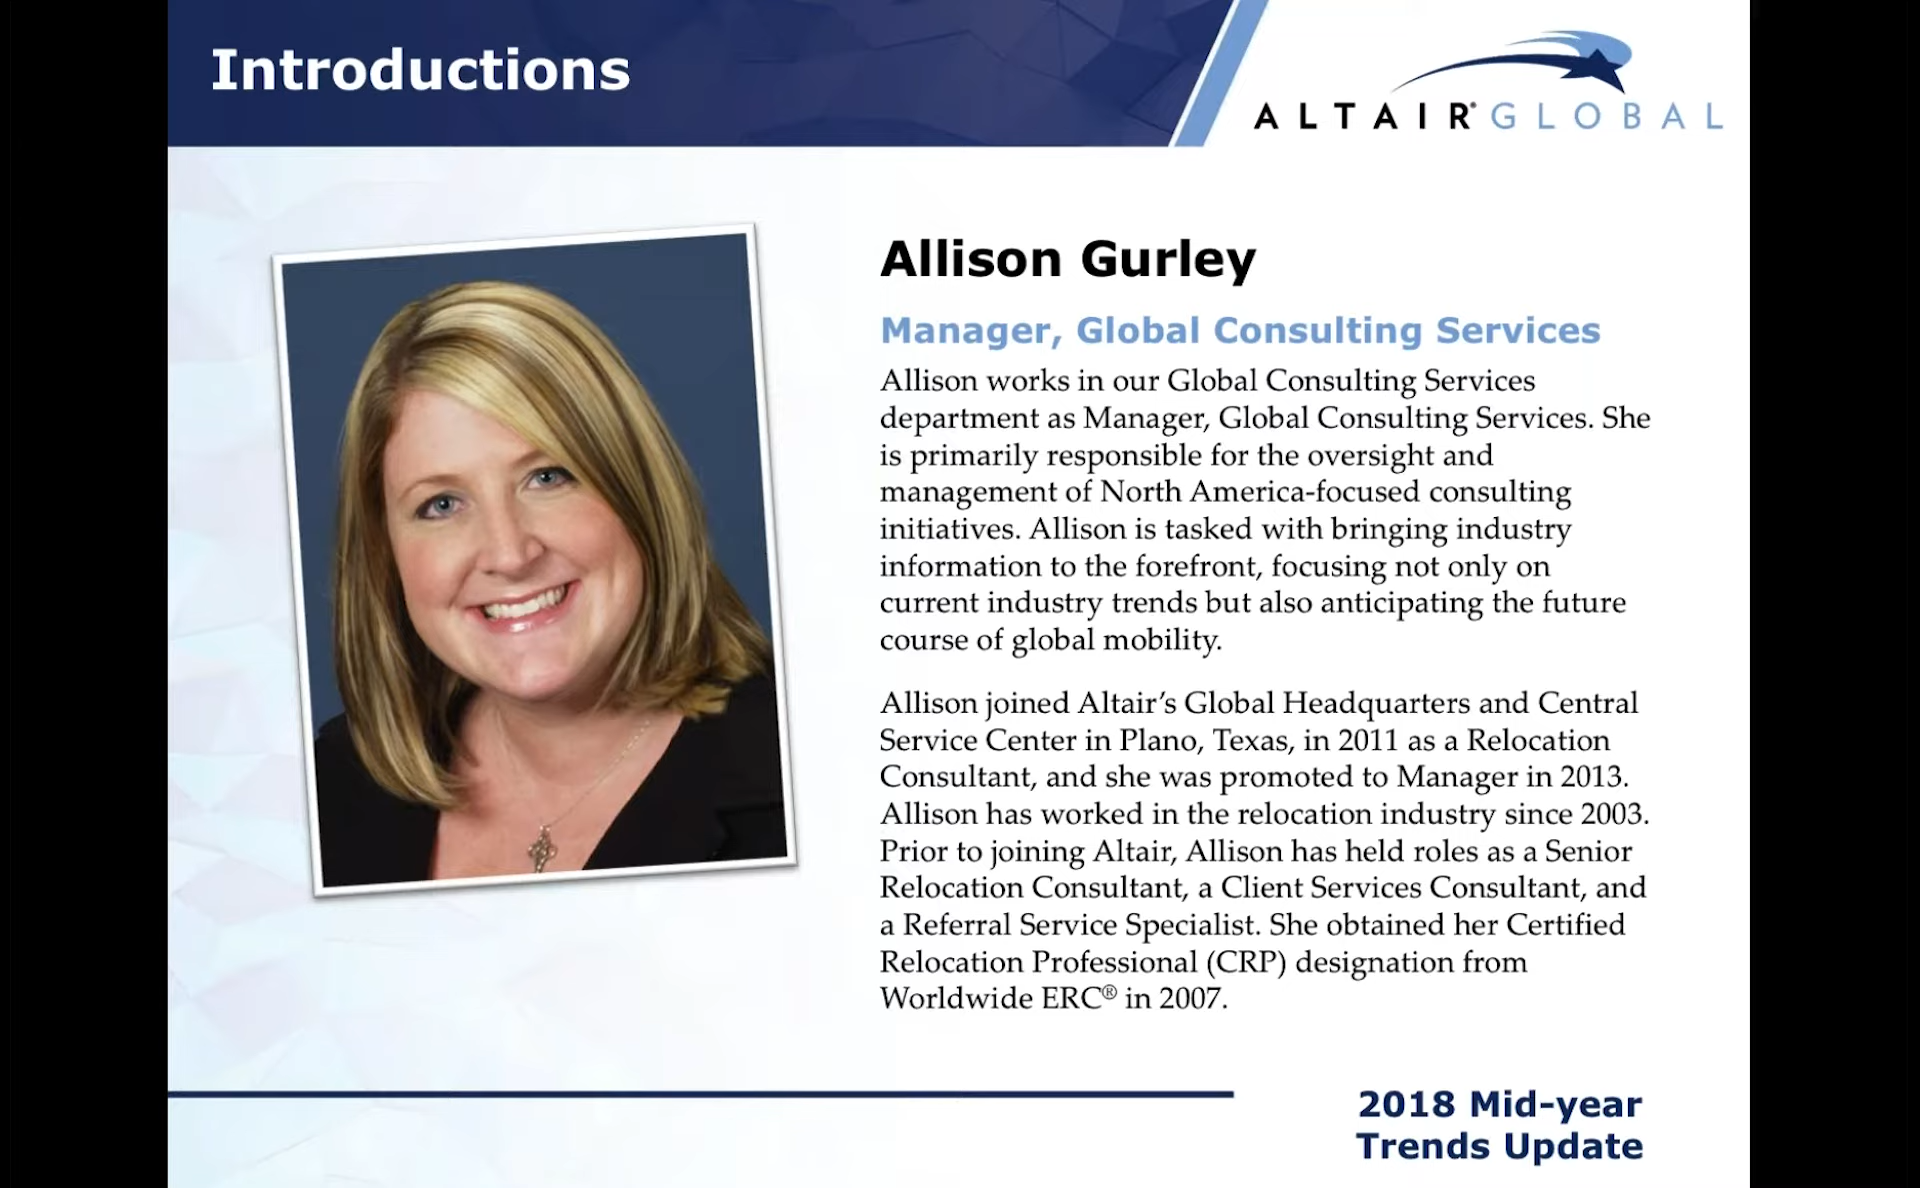 Introductions
ALTAIR® GLOBAL
Allison Gurley
Manager, Global Consulting Services
Allison works in our Global Consulting Services
department as Manager, Global Consulting Services. She
is primarily responsible for the oversight and
management of North America-focused consulting
initiatives. Allison is tasked with bringing industry
information to the forefront, focusing not only on
current industry trends but also anticipating the future
course of global mobility.
Allison joined Altair’s Global Headquarters and Central
Service Center in Plano, Texas, in 2011 as a Relocation
Consultant, and she was promoted to Manager in 2013.
Allison has worked in the relocation industry since 2003.
Prior to joining Altair, Allison has held roles as a Senior
Relocation Consultant, a Client Services Consultant, and
a Referral Service Specialist. She obtained her Certified
Relocation Professional (CRP) designation from
Worldwide ERC® in 2007.
2018 Mid-year
Trends Update